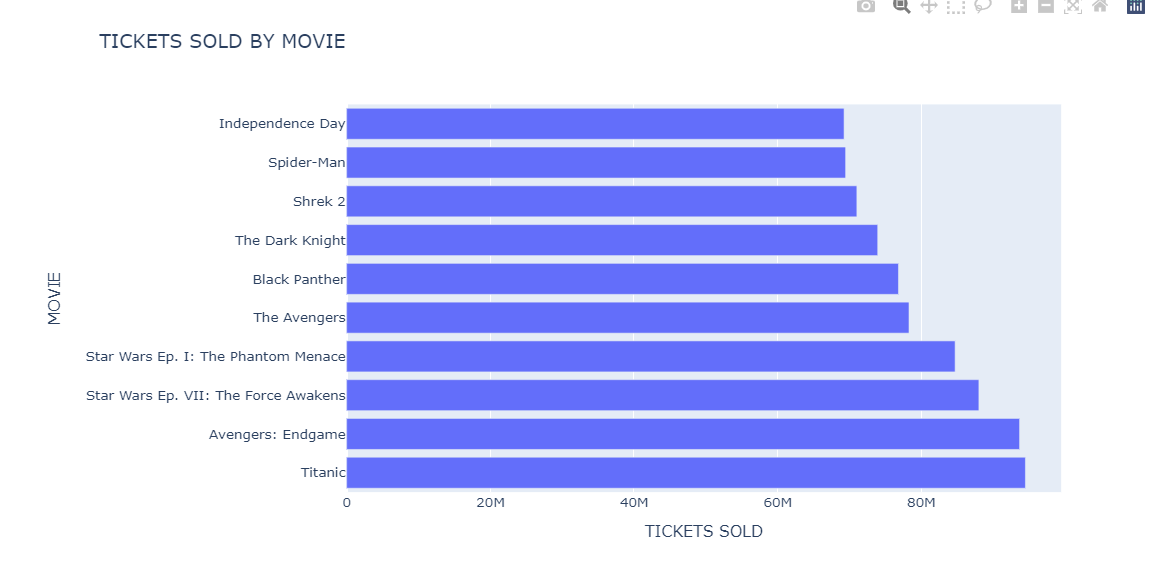 TICKETS SOLD BY MOVIE
Independence Day
Spider-Man
Shrek 2
The Dark Knight
Black Panther
The Avengers
Star Wars Ep. I: The Phantom Menace
Star Wars Ep. VII: The Force Awakens
Avengers: Endgame
Titanic
MOVIE
0 20M 40M 60M 80M
TICKETS SOLD